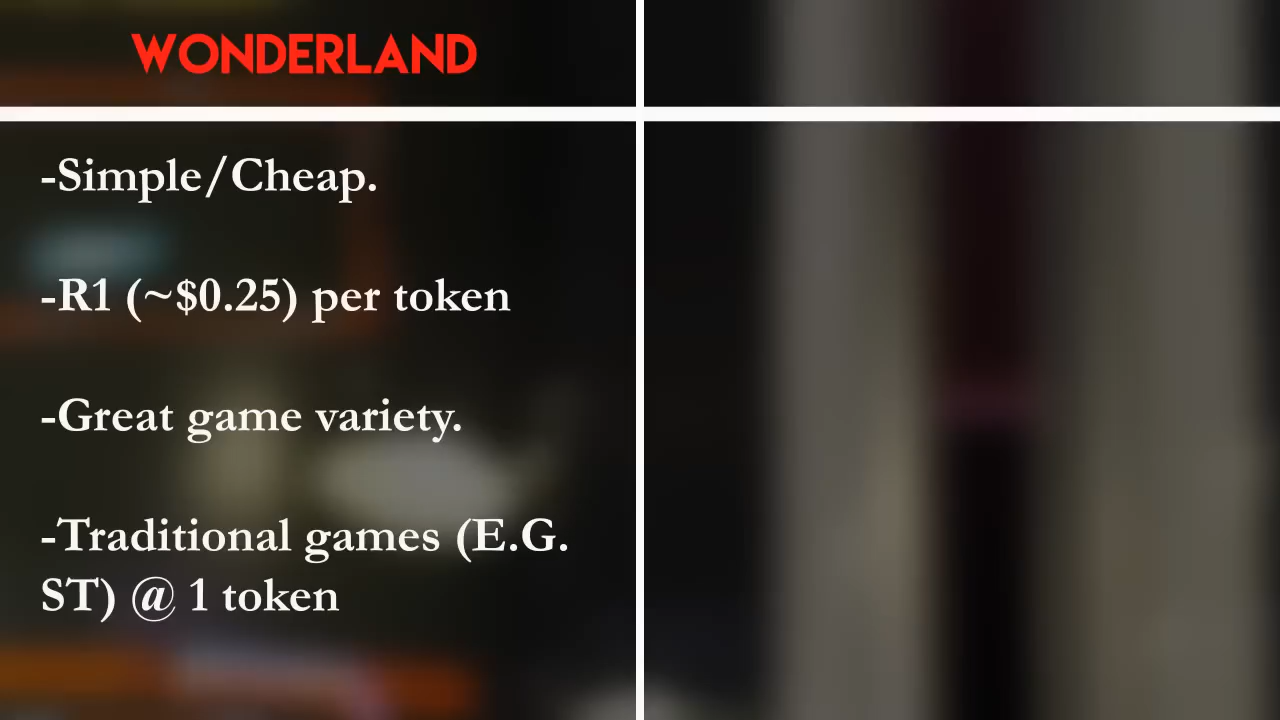 WONDERLAND
-Simple/Cheap.
-R1 (~$0.25) per token
-Great game variety.
-Traditional games (E.G.
ST) @ 1 token